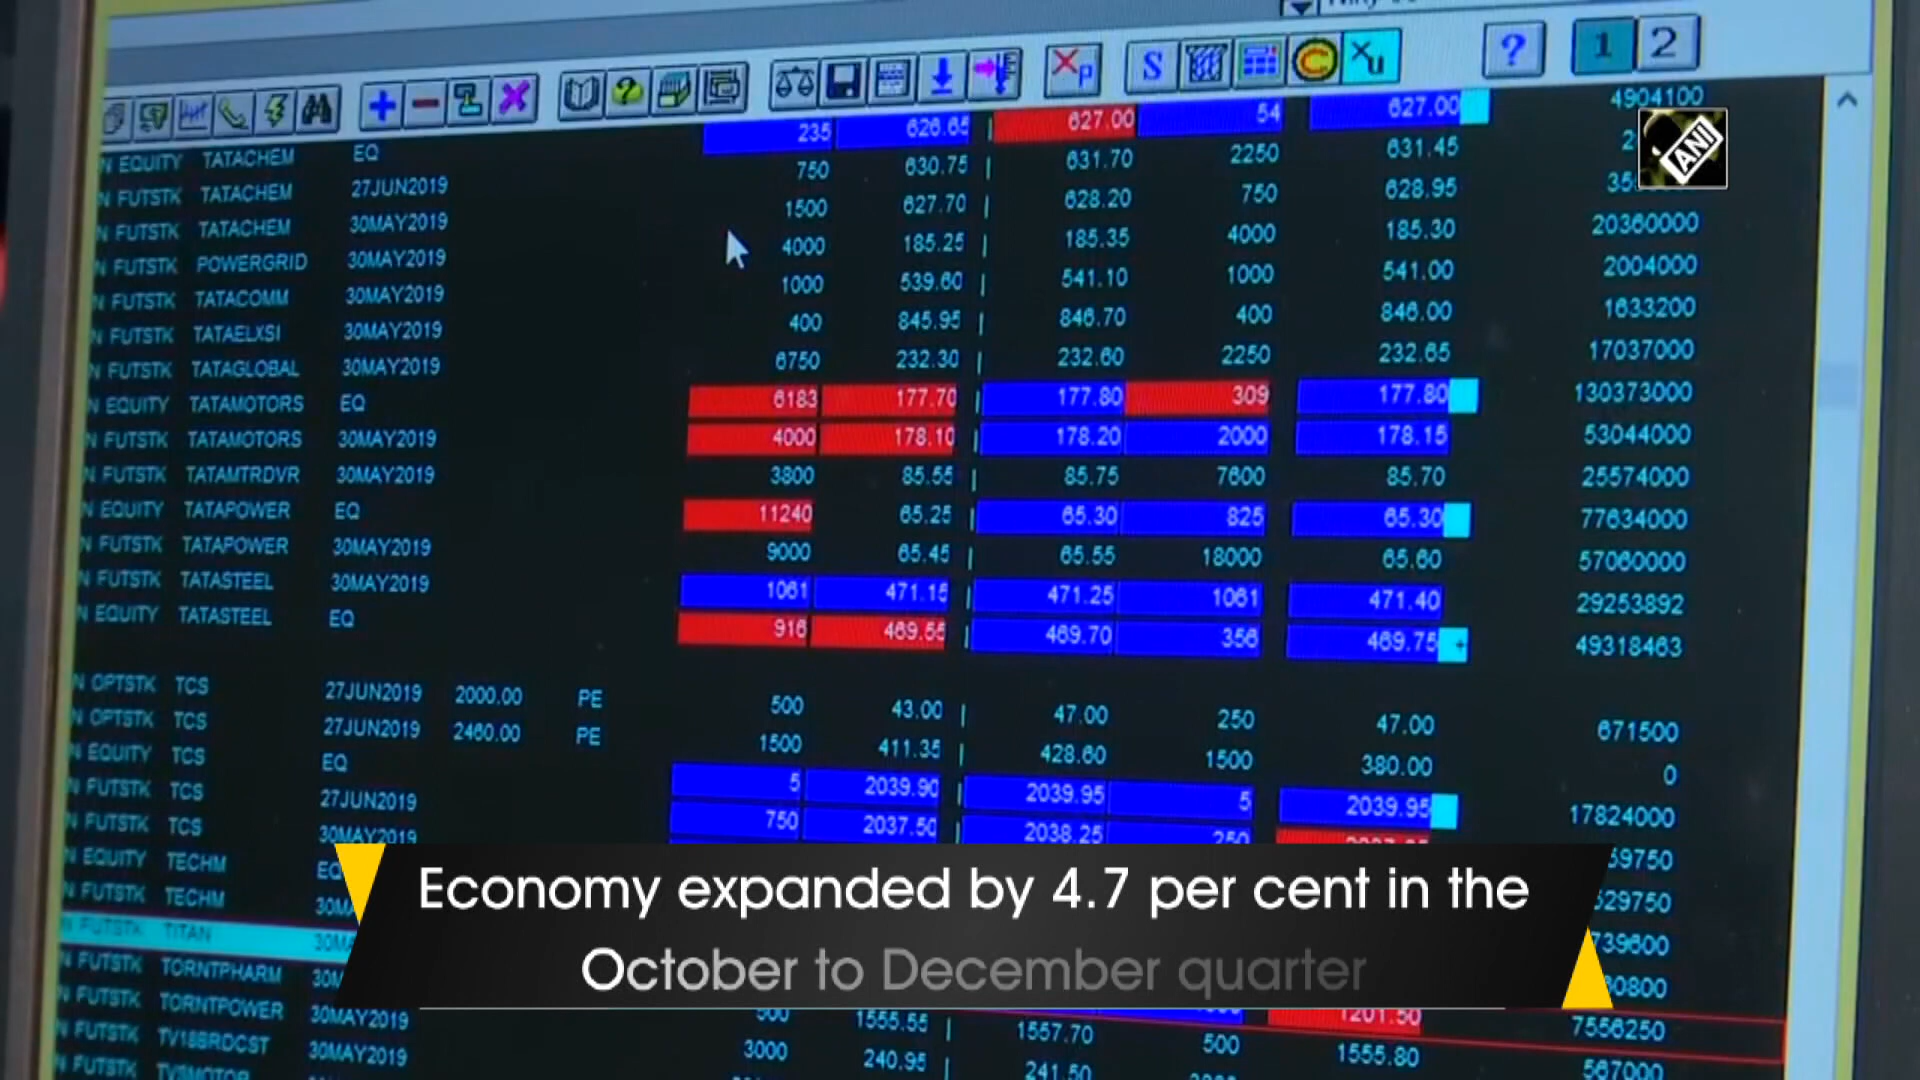 S C Xu ? 1 2
Xp
235 626.65 627.00 54 627.00 4904100
N EQUITY TATACHEM EQ 750 630.75 631.70 2250 631.45
N FUTSTK TATACHEM 27JUN2019 1500 627.70 628.20 750 628.95
N FUTSTK TATACHEM 30MAY2019 4000 185.25 185.35 4000 185.30 20360000
N FUTSTK POWERGRID 30MAY2019 1000 539.60 541.10 1000 541.00 2004000
N FUTSTK TATACOMM 30MAY2019 400 845.95 846.70 400 846.00 1633200
N FUTSTK TATAELXSI 30MAY2019 6750 232.30 232.60 2250 232.65 17037000
N FUTSTK TATAGLOBAL 30MAY2019 6183 177.70 177.80 309 177.80 130373000
N EQUITY TATAMOTORS EQ 4000 178.10 178.20 2000 178.15 53044000
N FUTSTK TATAMOTORS 30MAY2019 3800 85.55 85.75 7600 85.70 25574000
N FUTSTK TATAMTRDVR 30MAY2019 11240 65.25 65.30 825 65.30 77634000
N EQUITY TATAPOWER EQ 9000 65.45 65.55 18000 65.60 57060000
N FUTSTK TATAPOWER 30MAY2019 1061 471.15 471.25 1061 471.40 29253892
N FUTSTK TATASTEEL 30MAY2019 916 469.55 469.70 356 469.75 + 49318463
N EQUITY TATASTEEL EQ
N OPTSTK TCS 27JUN2019 2000.00 PE 500 43.00 47.00 250 47.00 671500
N OPTSTK TCS 27JUN2019 2460.00 PE 1500 411.35 428.60 1500 380.00 0
N EQUITY TCS EQ 5 2039.90 2039.95 5 2039.95 17824000
N FUTSTK TCS 27JUN2019 750 2037.50 2038.25 250
N FUTSTK TCS 30MAY2019
N EQUITY TECHM EQ
N FUTSTK TECHM
N FUTSTK TITAN
N FUTSTK TORNTPHARM
N FUTSTK TORNTPOWER 30MAY2019 1201.50 7556250
N FUTSTK TV18BRDCST 30MAY2019 1555.55 1557.70 500 1555.80 567000
3000 240.95 241.50
ANI
Economy expanded by 4.7 per cent in the
October to December quarter